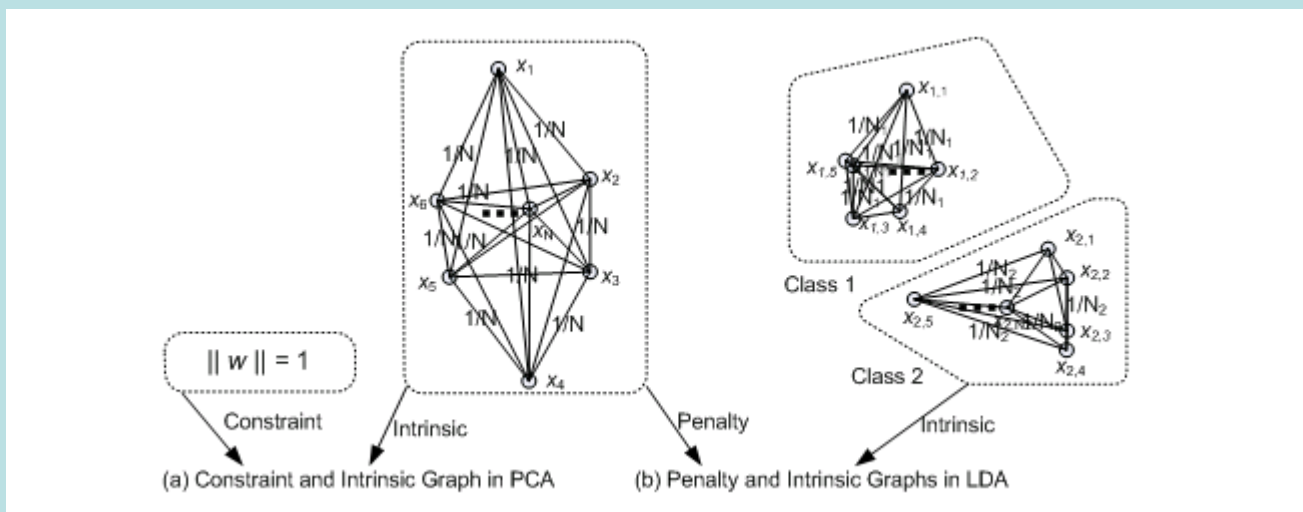 x1
1/N
1/N
1/N
x2
1/N
x6
xN
1/N
1/N
1/N
1/N
x3
x5
1/N
1/N
x4
|| w || = 1
Constraint
Intrinsic
(a) Constraint and Intrinsic Graph in PCA
x1,1
1/N1
x1,5
x1,2
1/N1
x1,3
x1,4
Class 1
x2,1
1/N2
x2,2
x2,5
1/N2
1/N2
x2,3
x2,4
Class 2
Penalty
Intrinsic
(b) Penalty and Intrinsic Graphs in LDA